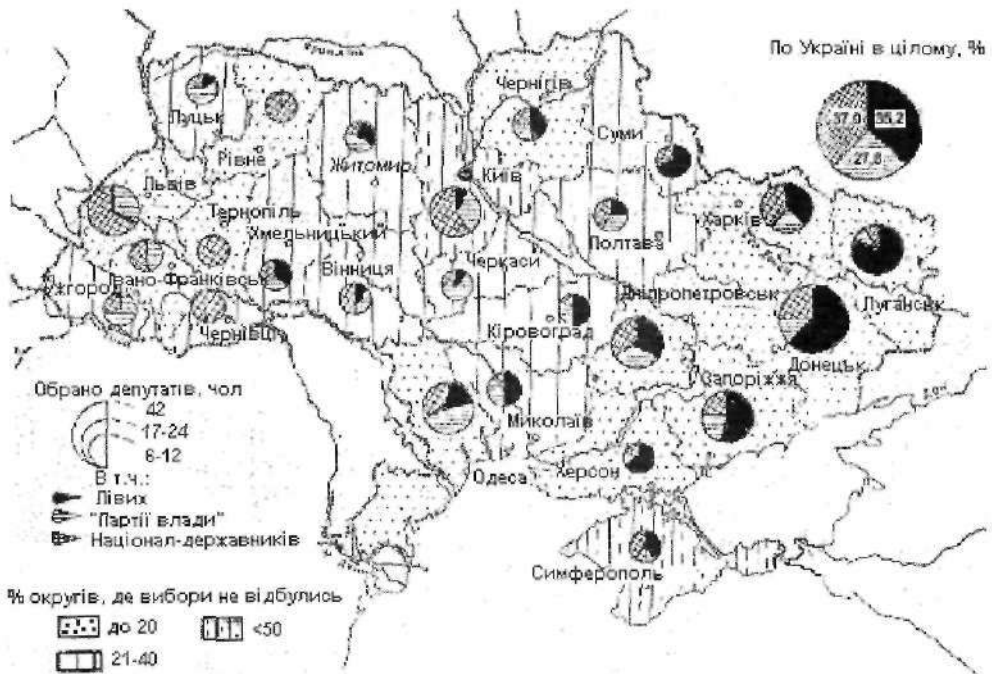 По Україні в цілому, %
37,0
35,2
27,8
Чернігів
Суми
Луцьк
Рівне
Житомир
Київ
Львів
Тернопіль
Хмельницький
Харків
Полтава
Вінниця
Черкаси
Івано-Франківськ
Ужгород
Чернівці
Кіровоград
Дніпропетровськ
Луганськ
Донецьк
Запоріжжя
Миколаїв
Одеса
Херсон
Симферополь
Обрано депутатів, чол
42
17-24
6-12
В т.ч.:
Лівих
"Партії влади"
Націонал-державників
% округів, де вибори не відбулись
до 20
<50
21-40